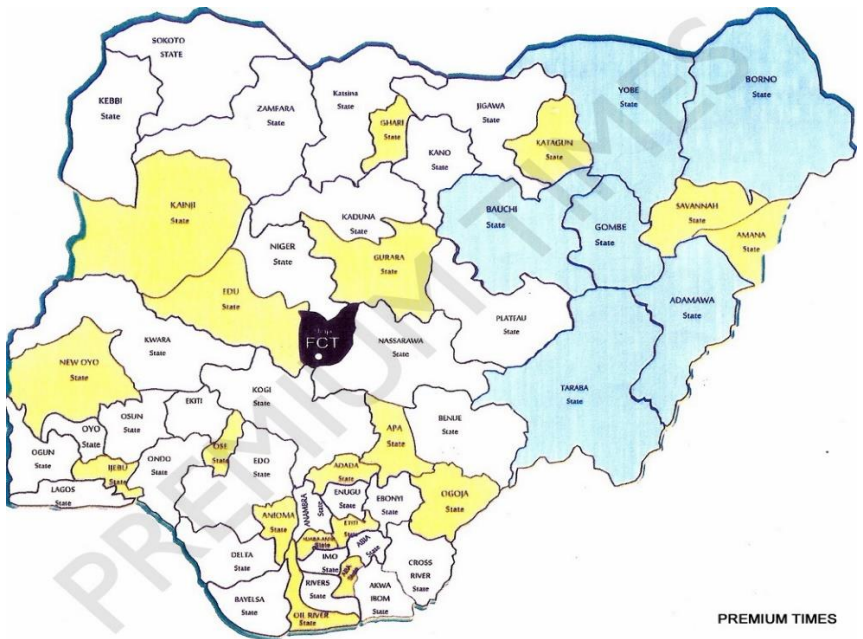 SOKOTO
STATE
KEBBI
State
ZAMFARA
State
Katsina
State
GHARI
State
KANO
State
JIGAWA
State
KATAGUN
State
YOBE
State
BORNO
State
KAINJI
State
KADUNA
State
NIGER
State
GURARA
State
BAUCHI
State
GOMBE
State
SAVANNAH
State
AMANA
State
ADAMAWA
State
EDU
State
FCT
NASSARAWA
State
PLATEAU
State
TARABA
State
KWARA
State
NEW OYO
State
KOGI
State
EKITI
OSUN
State
OYO
State
OGUN
State
IJEBU
State
LAGOS
State
ONDO
State
OSE
State
EDO
State
APA
State
BENUE
State
ADADA
State
ANAMBRA
State
ENUGU
State
EBONYI
State
OGOJA
State
ANIOMA
State
ETITI
State
State
IMO
State
ABIA
State
ABA
State
DELTA
State
BAYELSA
State
RIVERS
State
OIL RIVER
State
AKWA
IBOM
State
CROSS
RIVER
State
PREMIUM TIMES
PREMIUM TIMES